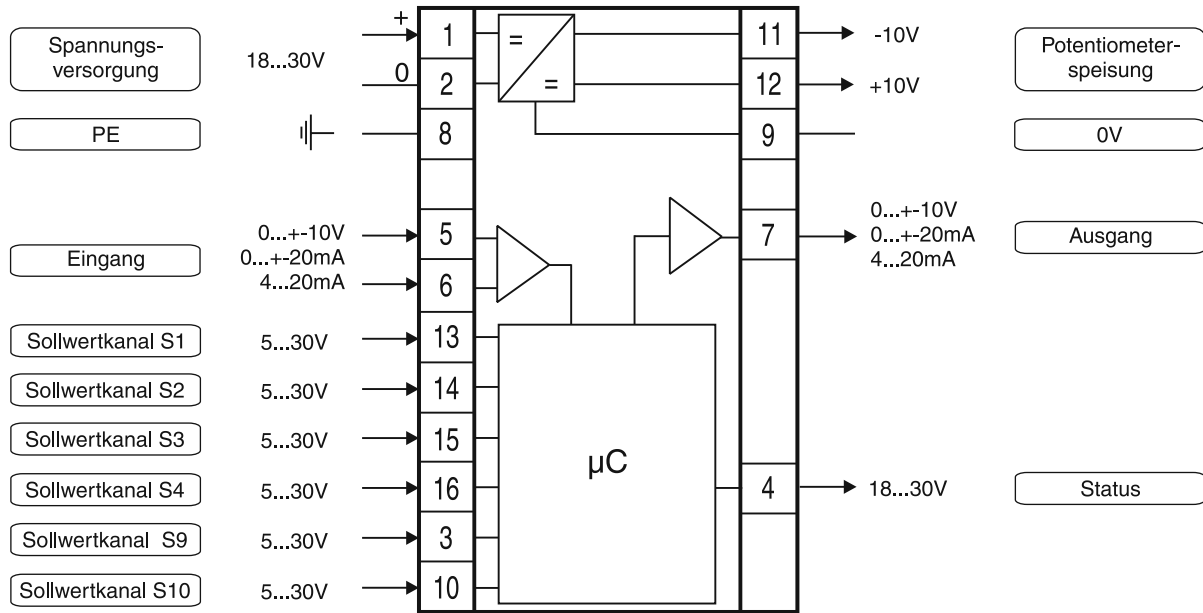 Spannungs-
versorgung
18...30V
+
0
1
2
=
=
11
12
-10V
+10V
Potentiometer-
speisung
PE
8
9
0V
Eingang
0...+-10V
0...+-20mA
4...20mA
5
6
7
0...+-10V
0...+-20mA
4...20mA
Ausgang
Sollwertkanal S1
5...30V
13
Sollwertkanal S2
5...30V
14
Sollwertkanal S3
5...30V
15
µC
Sollwertkanal S4
5...30V
16
4
18...30V
Status
Sollwertkanal S9
5...30V
3
Sollwertkanal S10
5...30V
10